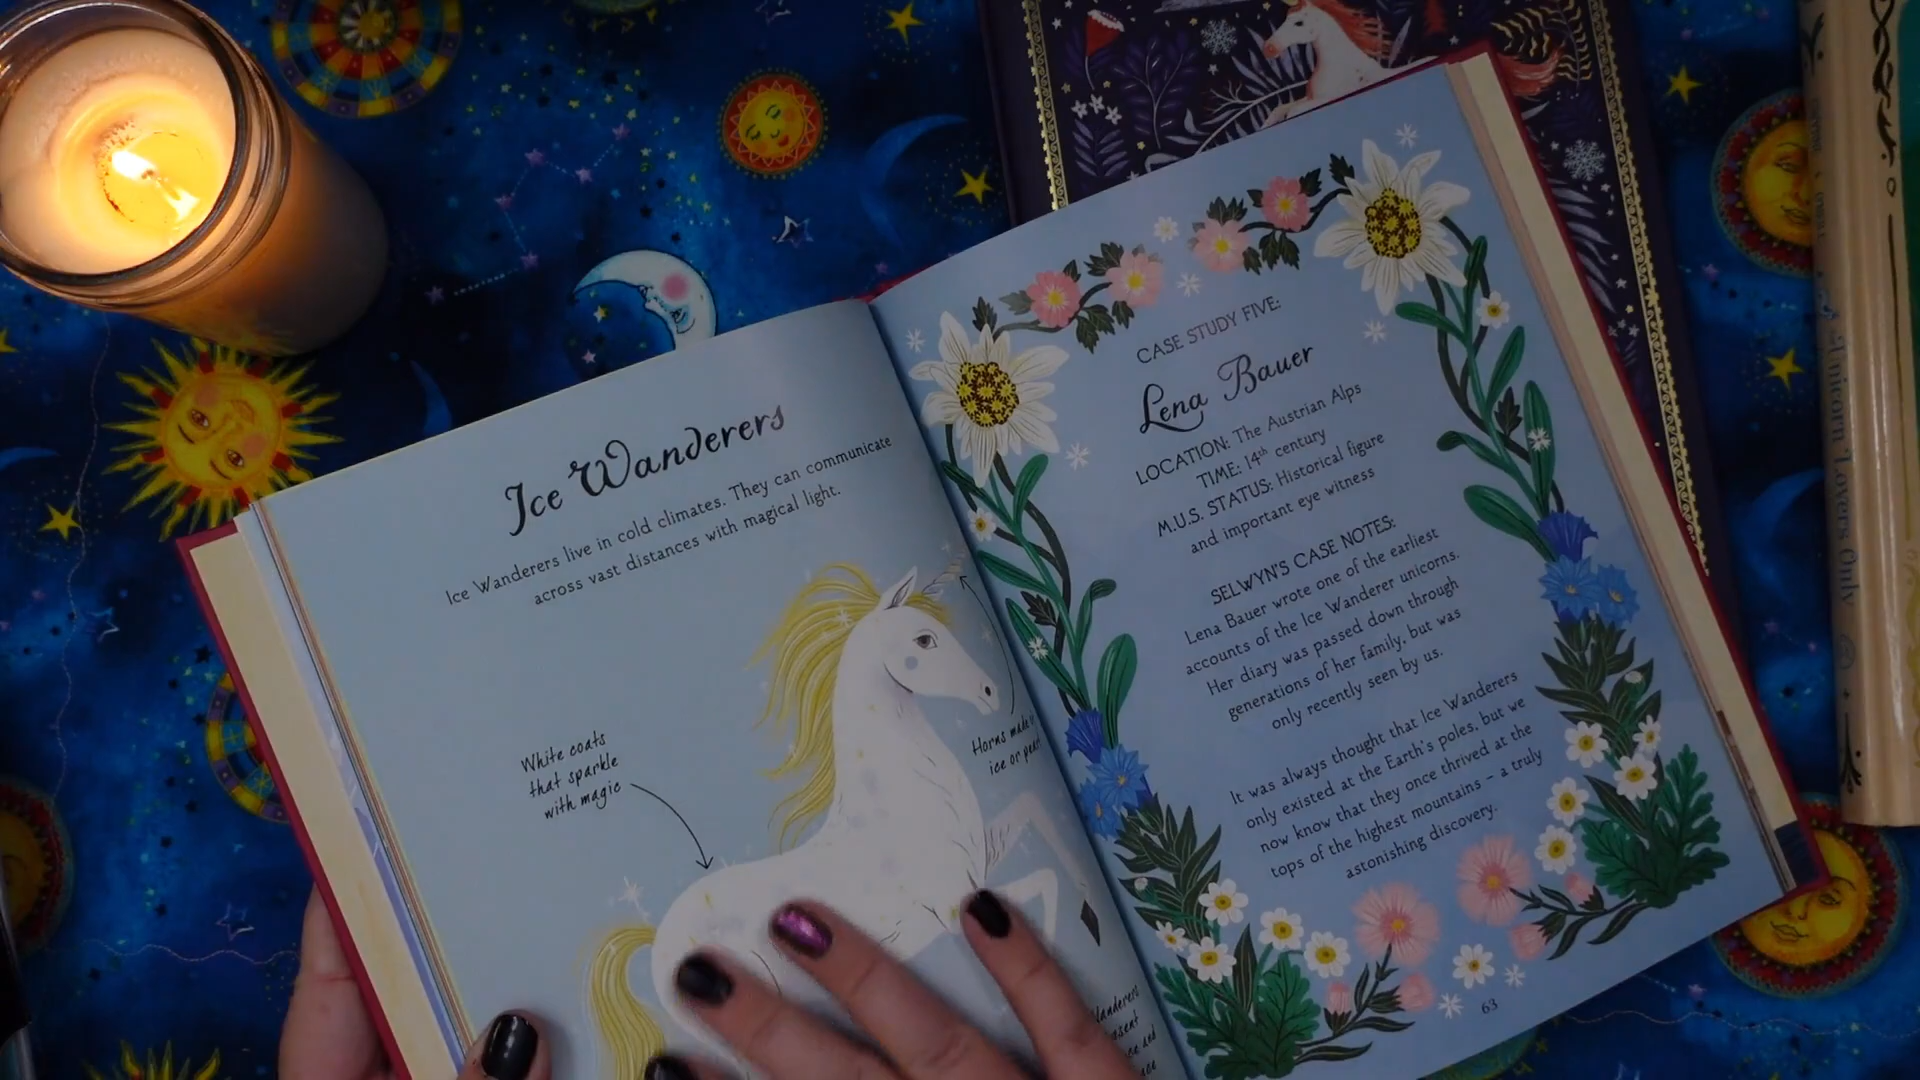 Ice Wanderers
Ice Wanderers live in cold climates. They can communicate
across vast distances with magical light.
White coats
that sparkle
with magic
Horns made
ice or
CASE STUDY FIVE:
Lena Bauer
LOCATION: The Austrian Alps
TIME: 14th century
M.U.S. STATUS: Historical figure
and important eye witness
SELWYN'S CASE NOTES:
Lena Bauer wrote one of the earliest
accounts of the Ice Wanderer unicorns.
Her diary was passed down through
generations of her family, but was
only recently seen by us.
It was always thought that Ice Wanderers
only existed at the Earth's poles, but we
now know that they once thrived at the
tops of the highest mountains – a truly
astonishing discovery.
63
Unicorn Lovers Only